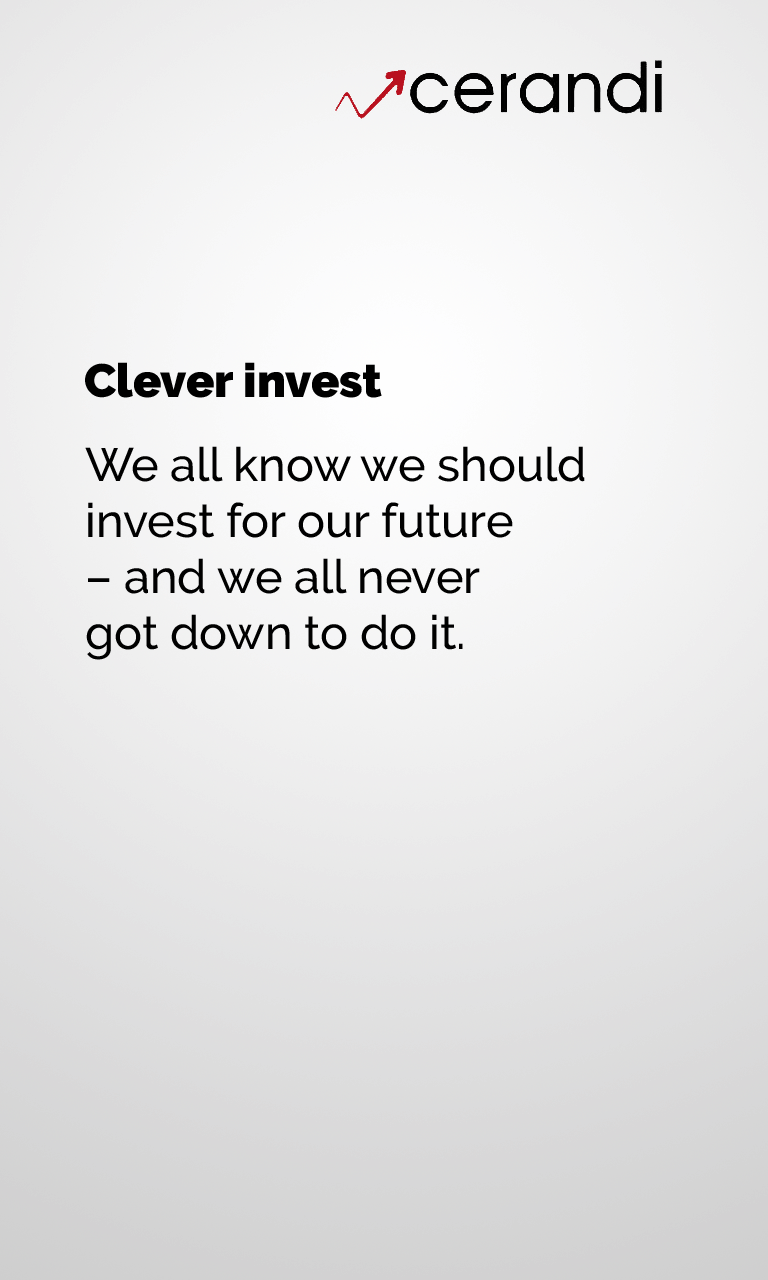 cerandi
Clever invest
We all know we should
invest for our future
– and we all never
got down to do it.